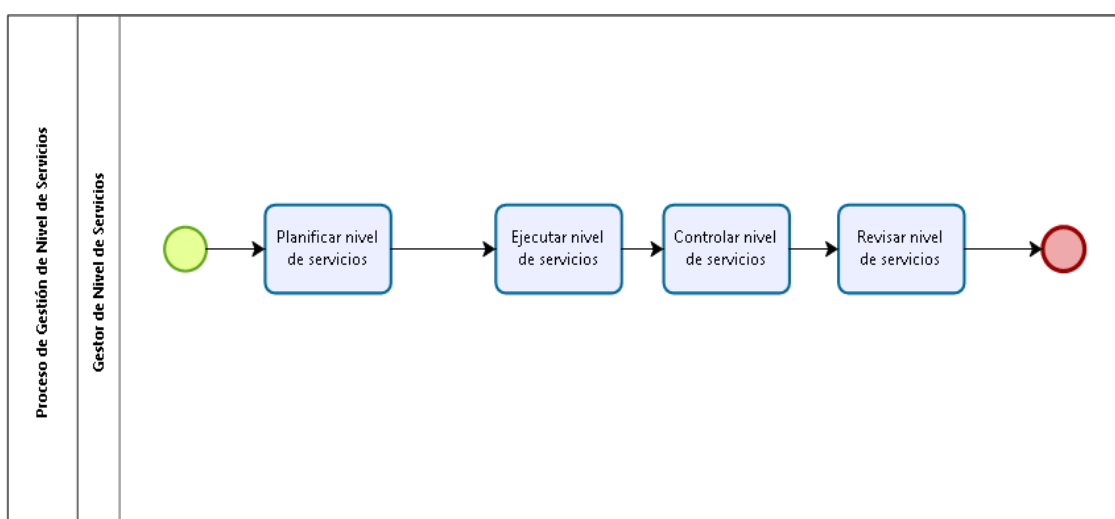 Proceso de Gestión de Nivel de Servicios
Gestor de Nivel de Servicios
Planificar nivel
de servicios
Ejecutar nivel
de servicios
Controlar nivel
de servicios
Revisar nivel
de servicios